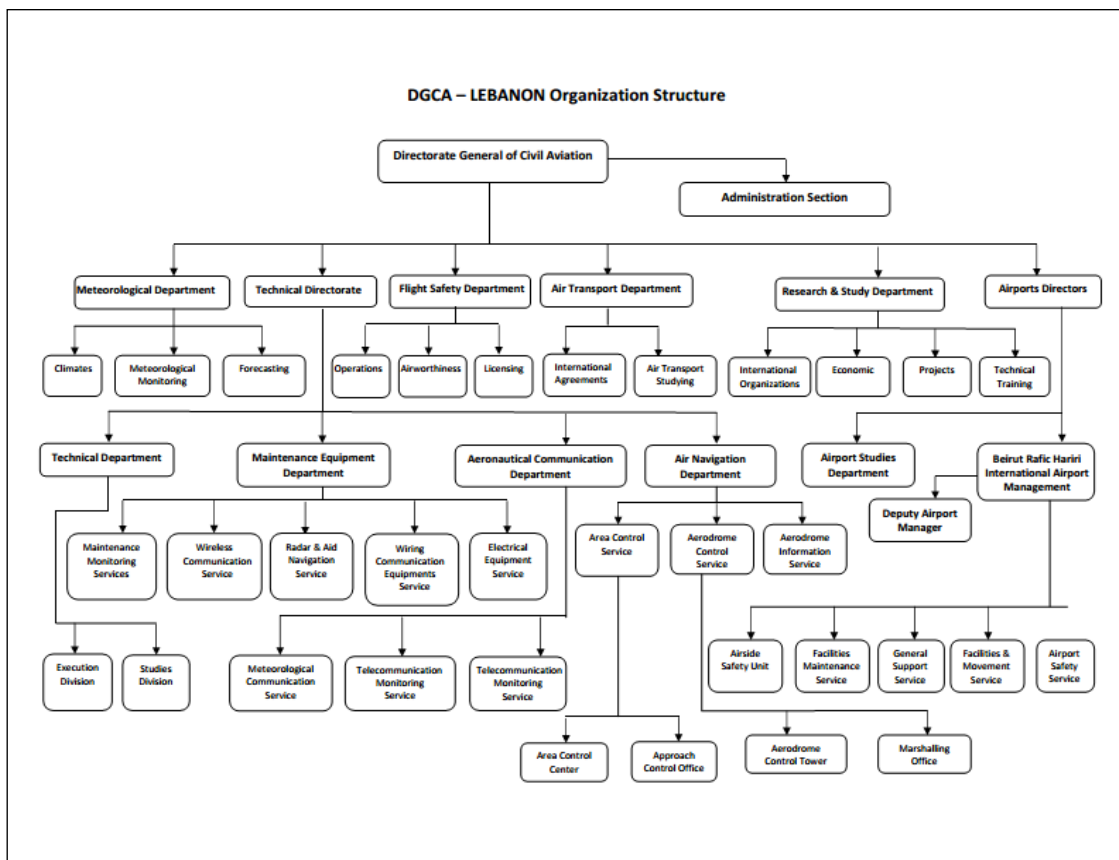 DGCA – LEBANON Organization Structure
Directorate General of Civil Aviation
Administration Section
Meteorological Department
Technical Directorate
Flight Safety Department
Air Transport Department
Research & Study Department
Airports Directors
Climates
Meteorological
Monitoring
Forecasting
Operations
Airworthiness
Licensing
International
Agreements
Air Transport
Studying
International
Organizations
Economic
Projects
Technical
Training
Technical Department
Maintenance Equipment
Department
Aeronautical Communication
Department
Air Navigation
Department
Airport Studies
Department
Beirut Rafic Hariri
International Airport
Management
Deputy Airport
Manager
Maintenance
Monitoring
Services
Wireless
Communication
Service
Radar & Aid
Navigation
Service
Wiring
Communication
Equipments
Service
Electrical
Equipment
Service
Area Control
Service
Aerodrome
Control
Service
Aerodrome
Information
Service
Execution
Division
Studies
Division
Meteorological
Communication
Service
Telecommunication
Monitoring
Service
Telecommunication
Monitoring
Service
Airside
Safety Unit
Facilities
Maintenance
Service
General
Support
Service
Facilities &
Movement
Service
Airport
Safety
Service
Area Control
Center
Approach
Control Office
Aerodrome
Control Tower
Marshalling
Office